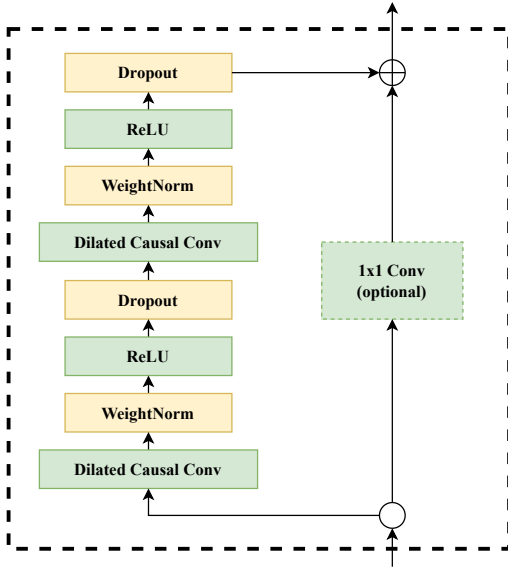 Dropout
ReLU
WeightNorm
Dilated Causal Conv
1x1 Conv
(optional)
Dropout
ReLU
WeightNorm
Dilated Causal Conv